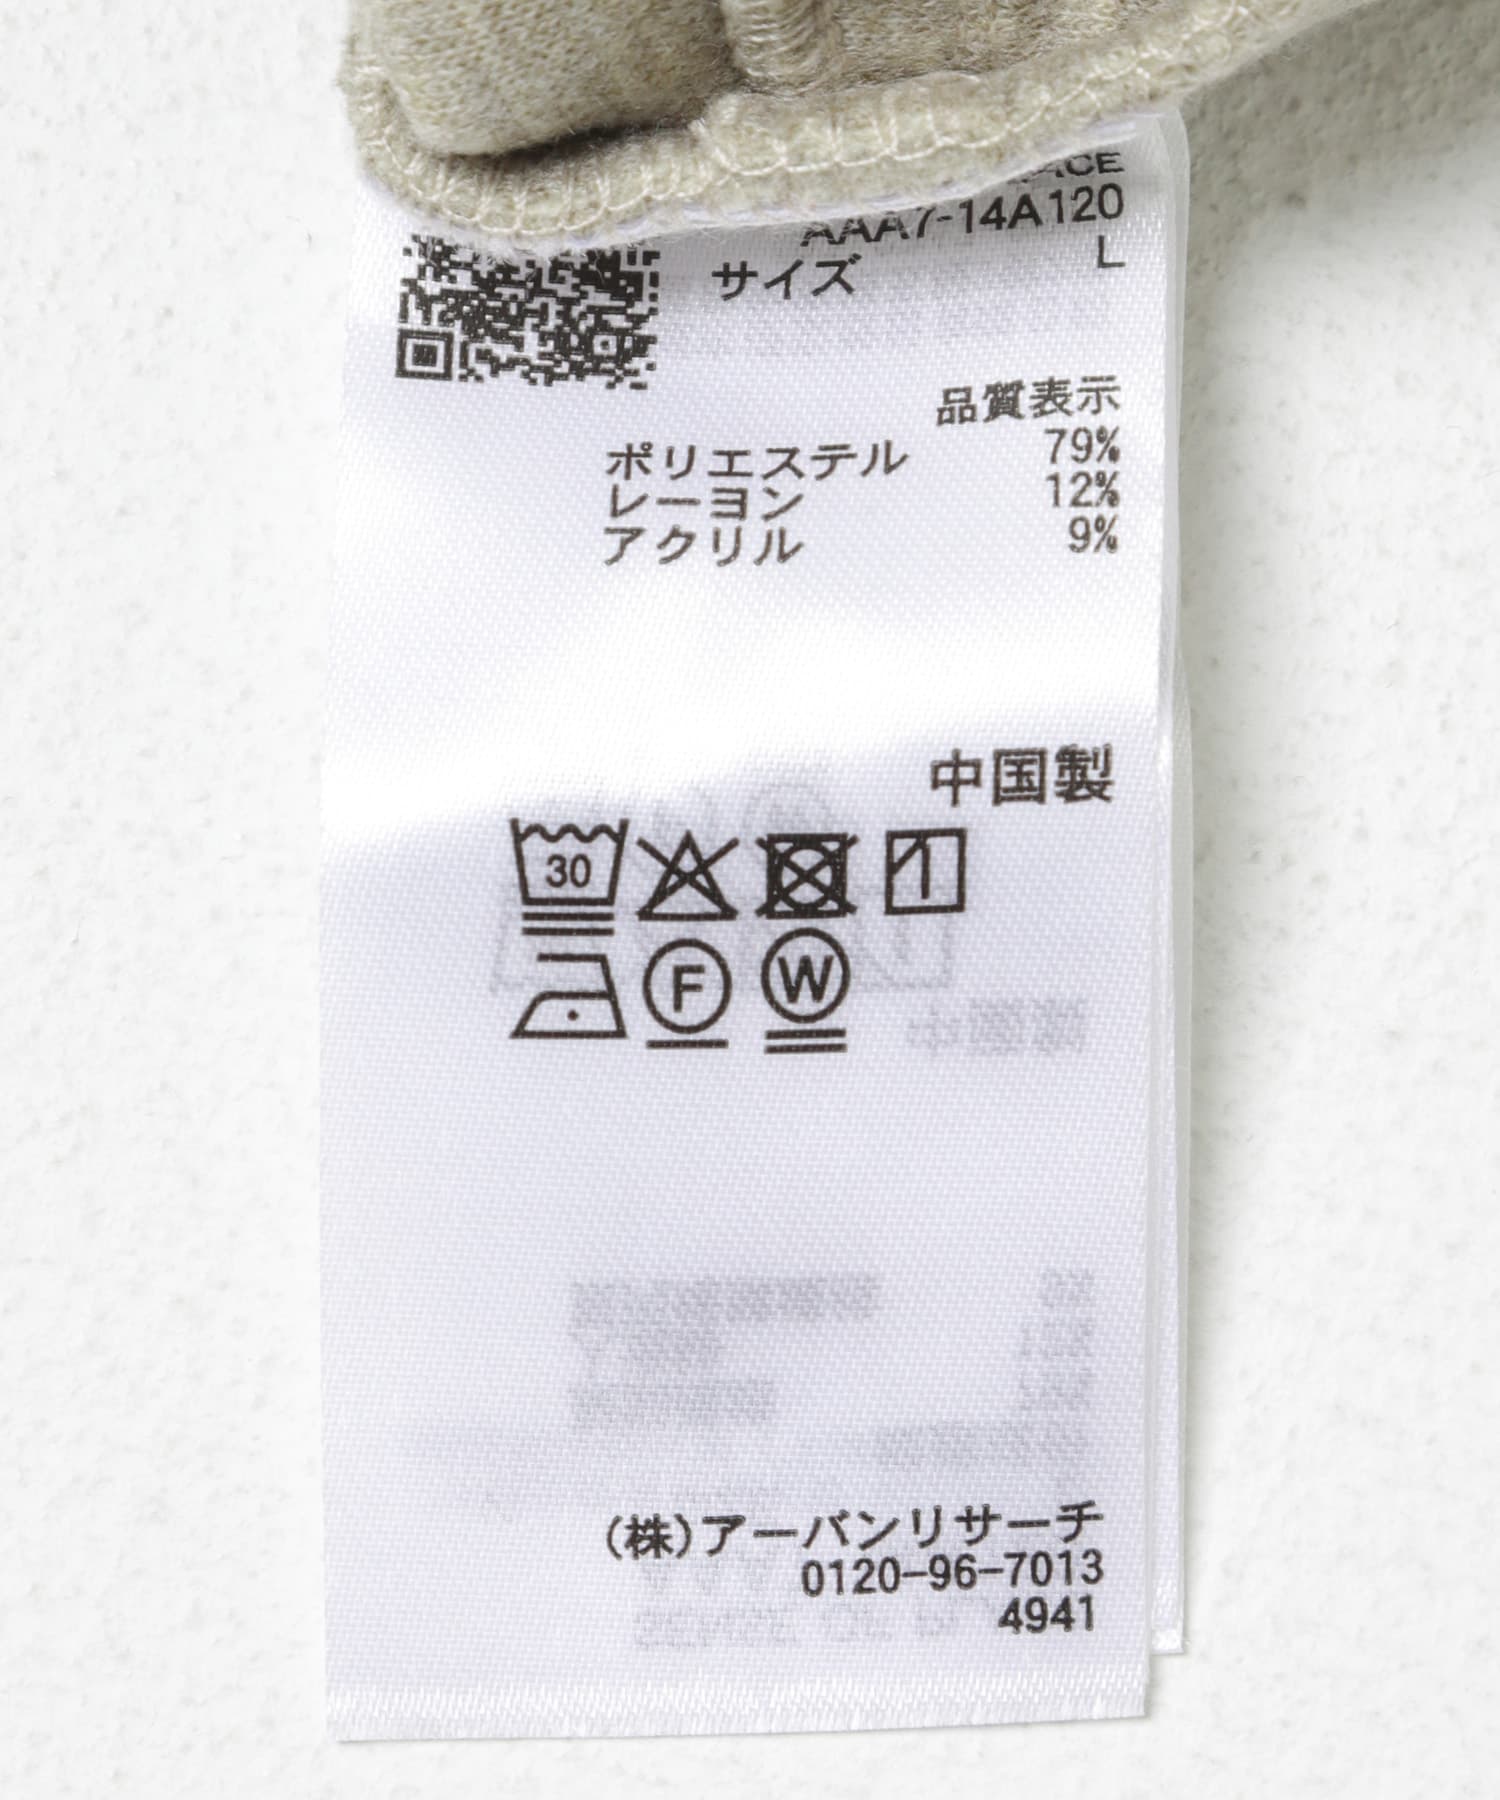 AAA7-14A120
サイズ L
品質表示
ポリエステル 79%
レーヨン 12%
アクリル 9%
中国製
30
F W
(株)アーバンリサーチ
0120-96-7013
4941